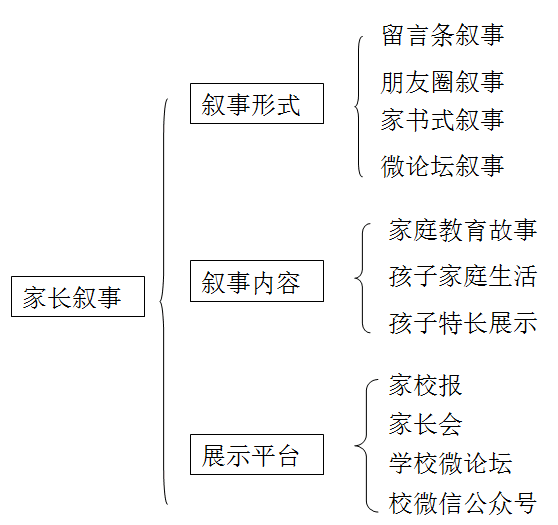 家长叙事
叙事形式
留言条叙事
朋友圈叙事
家书式叙事
微论坛叙事
叙事内容
家庭教育故事
孩子家庭生活
孩子特长展示
展示平台
家校报
家长会
学校微论坛
校微信公众号